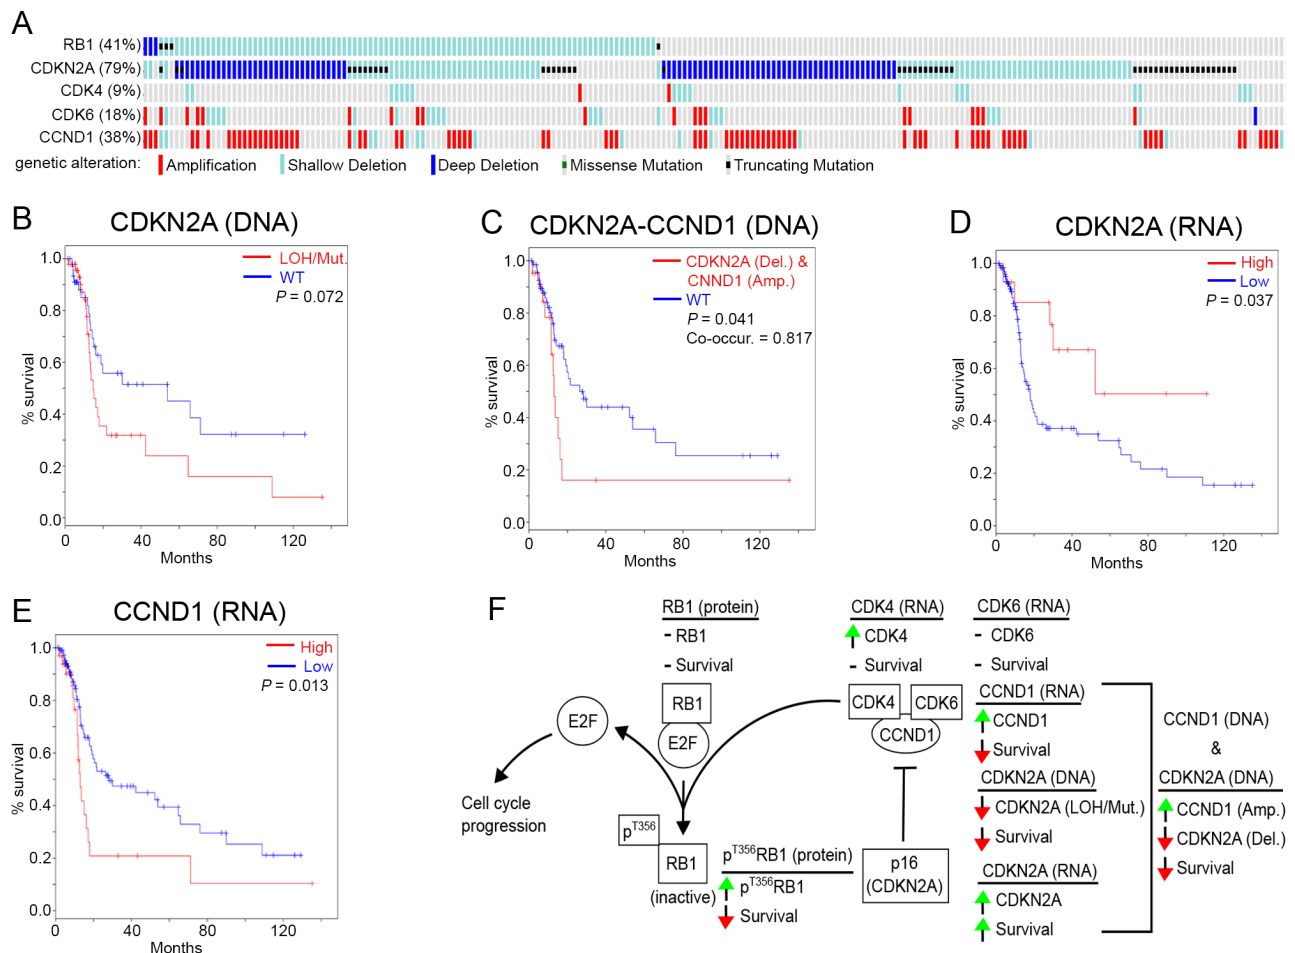 A
RB1 (41%)
CDKN2A (79%)
CDK4 (9%)
CDK6 (18%)
CCND1 (38%)
genetic alteration: Amplification Shallow Deletion Deep Deletion Missense Mutation Truncating Mutation
B
CDKN2A (DNA)
LOH/Mut.
WT
P = 0.072
% survival
1.0
0.8
0.6
0.4
0.2
0.0
0 40 80 120
Months
C
CDKN2A-CCND1 (DNA)
CDKN2A (Del.) &
CNND1 (Amp.)
WT
P = 0.041
Co-occur. = 0.817
% survival
1.0
0.8
0.6
0.4
0.2
0.0
0 40 80 120
Months
D
CDKN2A (RNA)
High
Low
P = 0.037
% survival
1.0
0.8
0.6
0.4
0.2
0.0
0 40 80 120
Months
E
CCND1 (RNA)
High
Low
P = 0.013
% survival
1.0
0.8
0.6
0.4
0.2
0.0
0 40 80 120
Months
F
RB1 (protein)
- RB1
- Survival
CDK4 (RNA)
CDK4
- Survival
CDK6 (RNA)
- CDK6
- Survival
RB1
E2F
E2F
Cell cycle
progression
CDK4
CDK6
CCND1
pT356
RB1
(inactive)
pT356RB1 (protein)
pT356RB1
Survival
p16
(CDKN2A)
CCND1 (RNA)
CCND1
Survival
CDKN2A (DNA)
CDKN2A (LOH/Mut.)
Survival
CDKN2A (RNA)
CDKN2A
Survival
CCND1 (DNA)
&
CDKN2A (DNA)
CCND1 (Amp.)
CDKN2A (Del.)
Survival